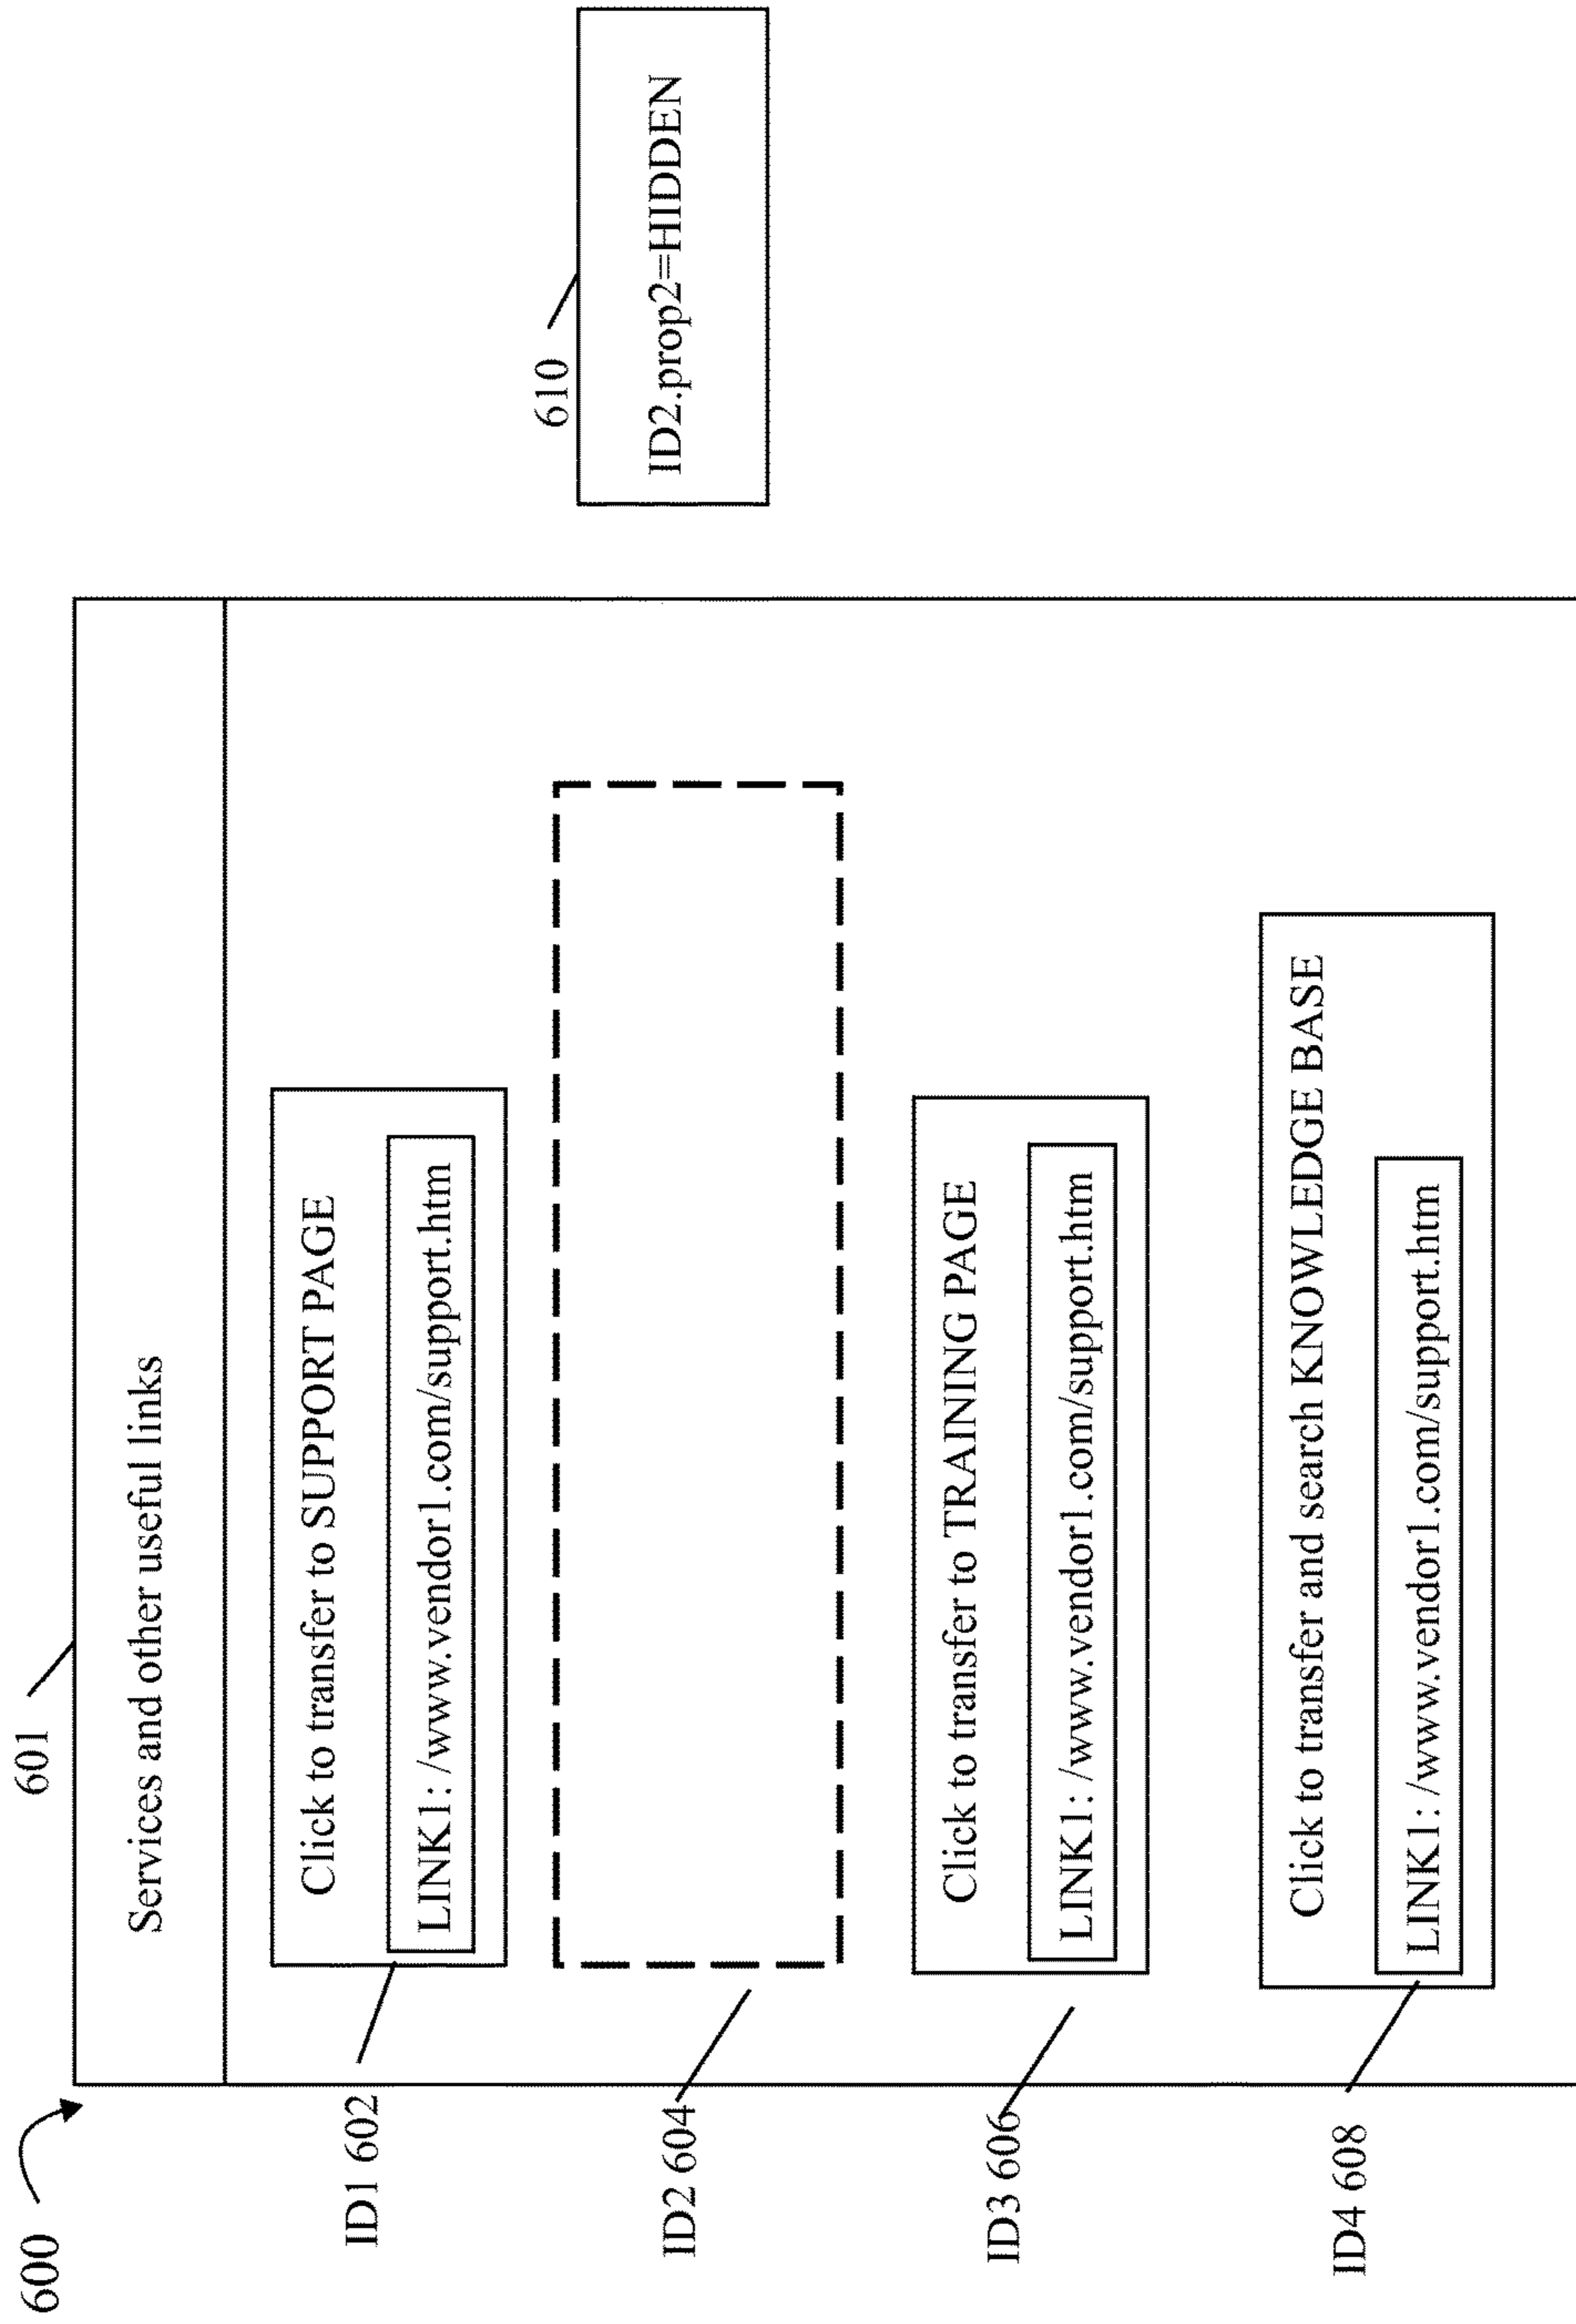 600
601
Services and other useful links
ID1 602
Click to transfer to SUPPORT PAGE
LINK1: /www.vendor1.com/support.htm
610
ID2.prop2=HIDDEN
ID2 604
ID3 606
Click to transfer to TRAINING PAGE
LINK1: /www.vendor1.com/support.htm
ID4 608
Click to transfer and search KNOWLEDGE BASE
LINK1: /www.vendor1.com/support.htm